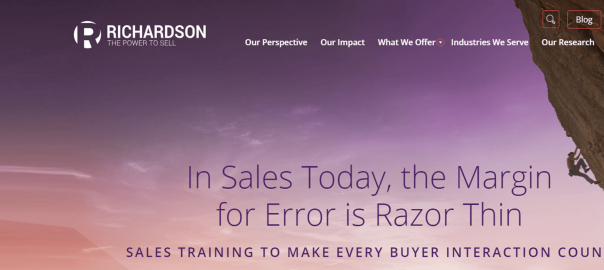 Blog
RICHARDSON
THE POWER TO SELL
Our Perspective Our Impact What We Offer Industries We Serve Our Research
In Sales Today, the Margin
for Error is Razor Thin
SALES TRAINING TO MAKE EVERY BUYER INTERACTION COUN